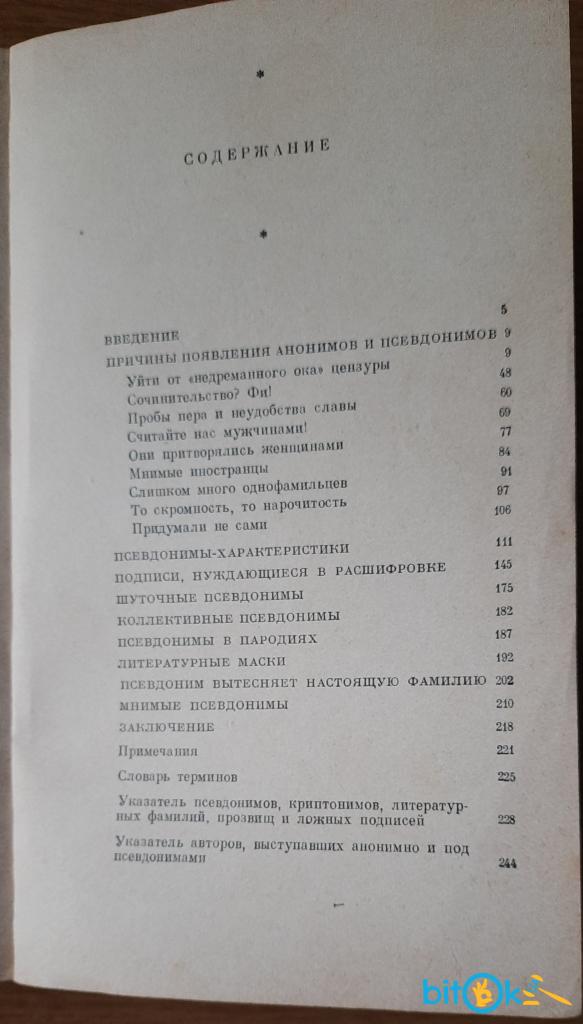 *
СОДЕРЖАНИЕ
*
ВВЕДЕНИЕ 5
ПРИЧИНЫ ПОЯВЛЕНИЯ АНОНИМОВ И ПСЕВДОНИМОВ 9
Уйти от «недреманного ока» цензуры 9
Сочинительство? Фи! 48
Пробы пера и неудобства славы 60
Считайте нас мужчинами! 69
Они притворялись женщинами 77
Мнимые иностранцы 84
Слишком много однофамильцев 91
То скромность, то нарочитость 97
Придумали не сами 106
ПСЕВДОНИМЫ-ХАРАКТЕРИСТИКИ 111
ПОДПИСИ, НУЖДАЮЩИЕСЯ В РАСШИФРОВКЕ 145
ШУТОЧНЫЕ ПСЕВДОНИМЫ 175
КОЛЛЕКТИВНЫЕ ПСЕВДОНИМЫ 182
ПСЕВДОНИМЫ В ПАРОДИЯХ 187
ЛИТЕРАТУРНЫЕ МАСКИ 192
ПСЕВДОНИМ ВЫТЕСНЯЕТ НАСТОЯЩУЮ ФАМИЛИЮ 202
МНИМЫЕ ПСЕВДОНИМЫ 210
ЗАКЛЮЧЕНИЕ 218
Примечания 221
Словарь терминов 225
Указатель псевдонимов, криптонимов, литератур-
ных фамилий, прозвищ и ложных подписей 228
Указатель авторов, выступавших анонимно и под
псевдонимами 244
bitok